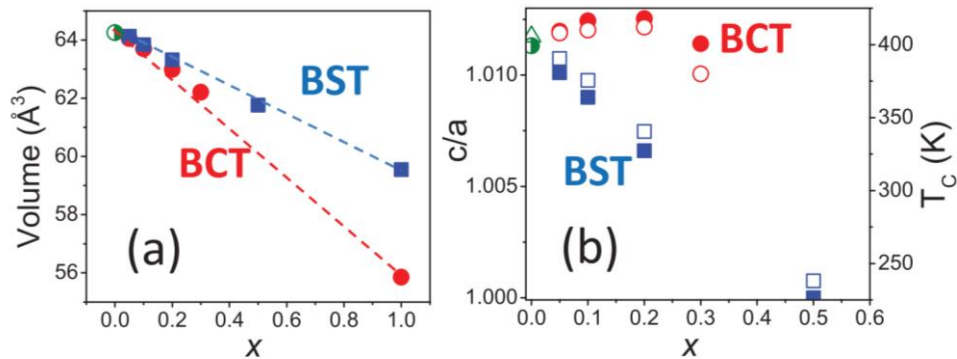 64
62
60
58
56
Volume (Å³)
BST
BCT
(a)
0.0 0.2 0.4 0.6 0.8 1.0
x
1.010
1.005
1.000
c/a
BCT
BST
(b)
400
350
300
250
T_C (K)
0.0 0.1 0.2 0.3 0.4 0.5 0.6
x